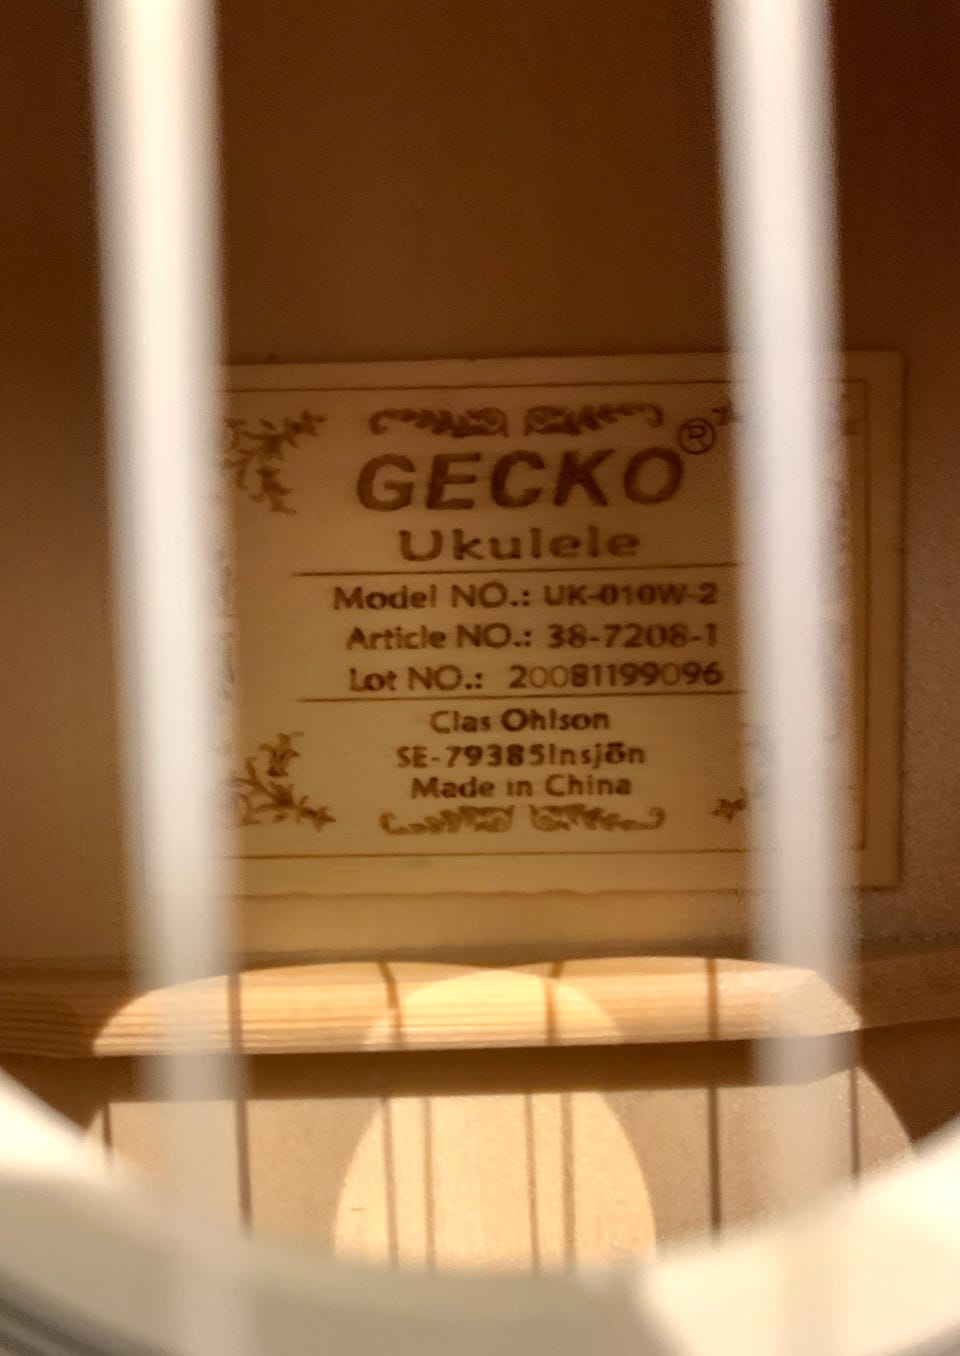 GECKO®
Ukulele
Model NO.: UK-010W-2
Article NO.: 38-7208-1
Lot NO.: 20081199096
Clas Ohlson
SE-79385Insjőn
Made in China